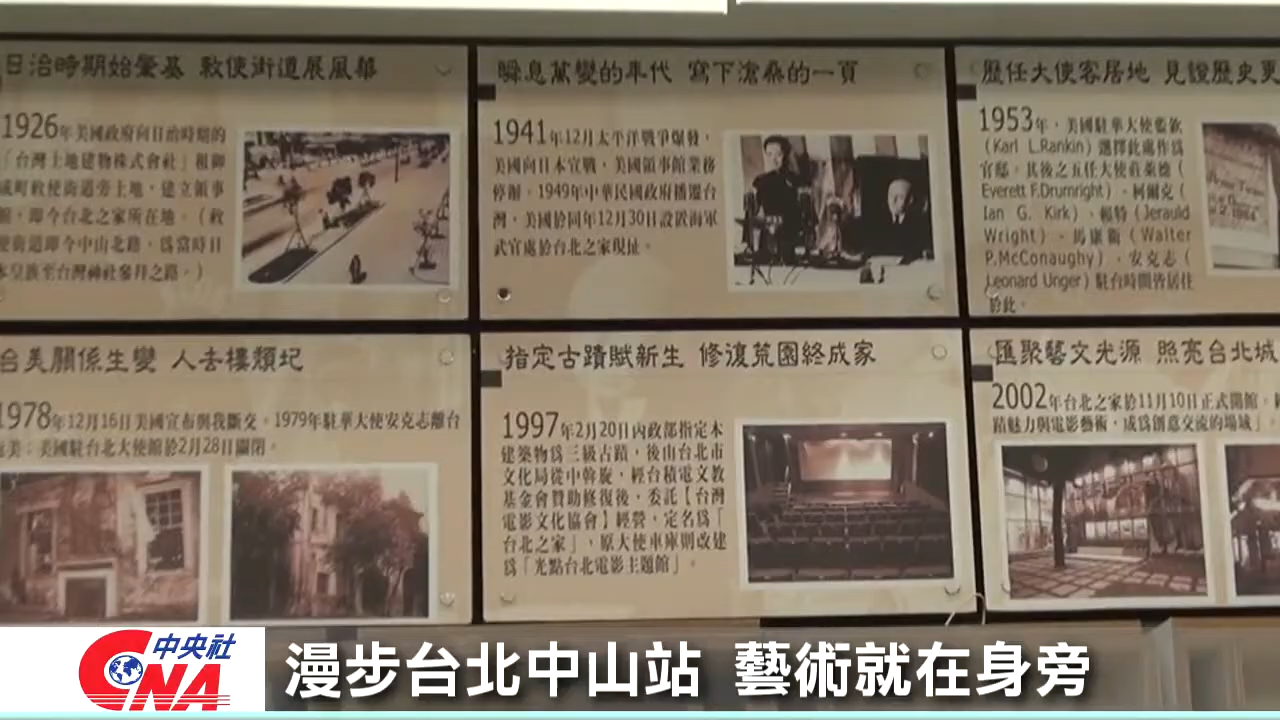 日治時期始奠基 敕使街道展風華
1926年美國政府向日治時期的
「台灣土地建物株式會社」租御
成町敕使街道旁土地,建立領事
館,即今台北之家所在地。(敕
使街道即今中山北路,爲當時日
本皇族至台灣神社參拜之路。)
瞬息萬變的年代 寫下滄桑的一頁
1941年12月太平洋戰爭爆發,
美國向日本宣戰,美國領事館業務
停辦。1949年中華民國政府播遷台
灣,美國於同年12月30日設置海軍
武官處於台北之家現址。
歷任大使客居地 見證歷史更
1953年,美國駐華大使藍欽
(Karl L.Rankin)選擇此處作爲
官邸。其後之五任大使莊萊德(
Everett F.Drumright)、柯爾克(
Ian G. Kirk)、賴特(Jerauld
Wright)、馬康衛(Walter
P.McConaughy)、安克志(
Leonard Unger)駐台時間皆居住
於此。
台美關係生變 人去樓頹圮
1978年12月16日美國宣布與我斷交。1979年駐華大使安克志離台
返美;美國駐台北大使館於2月28日關閉。
指定古蹟賦新生 修復荒園終成家
1997年2月20日內政部指定本
建築物爲三級古蹟,後由台北市
文化局從中斡旋,經台積電文教
基金會贊助修復後,委託【台灣
電影文化協會】經營,定名爲「
台北之家」,原大使車庫則改建
爲「光點台北電影主題館」。
匯聚藝文光源 照亮台北城
2002年台北之家於11月10日正式開館。
蹟魅力與電影藝術,成爲創意交流的場域」。
中央社
CNA
漫步台北中山站 藝術就在身旁